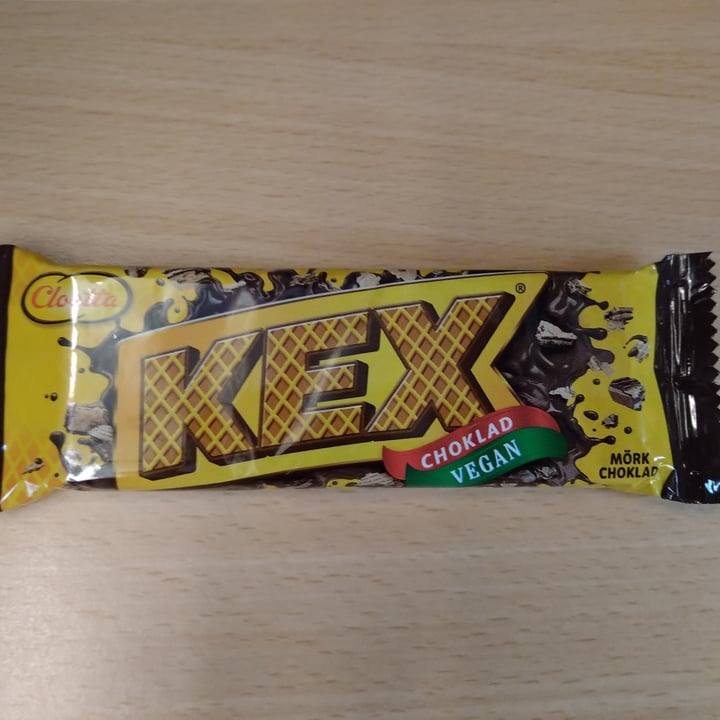 Cloetta
KEX®
CHOKLAD
VEGAN
MÖRK
CHOKLAD